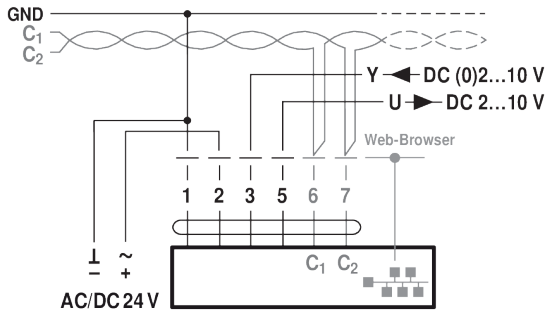 GND
C1
C2
Y DC (0)2...10 V
U DC 2...10 V
Web-Browser
1 2 3 5 6 7
C1 C2
⊥ ~
− +
AC/DC 24 V